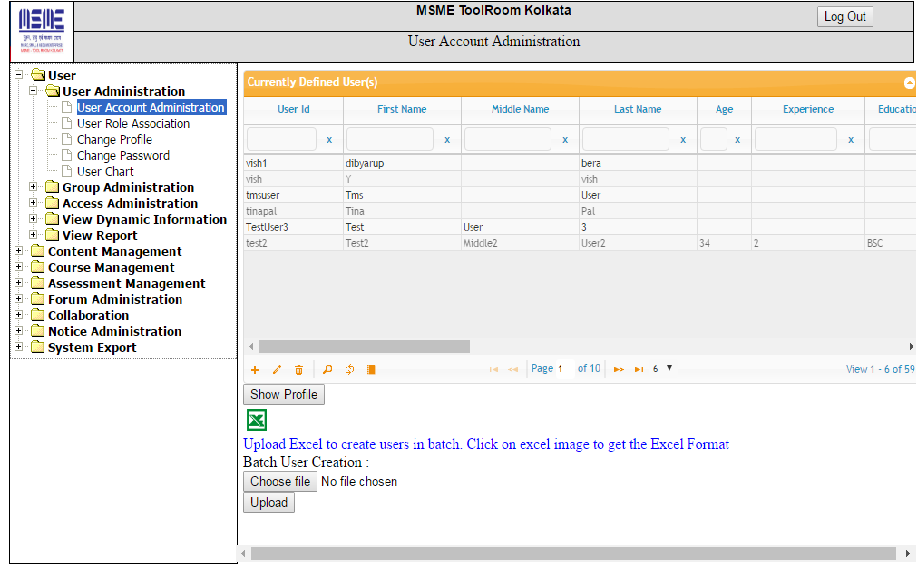 MSME ToolRoom Kolkata
Log Out
User Account Administration
MSME
User
User Administration
User Account Administration
User Role Association
Change Profile
Change Password
User Chart
Group Administration
Access Administration
View Dynamic Information
View Report
Content Management
Course Management
Assessment Management
Forum Administration
Collaboration
Notice Administration
System Export
Currently Defined User(s)
User Id First Name Middle Name Last Name Age Experience Educatio
x x x x x x
vish1 dibyarup bera
vish Y vish
tmsuser Tms User
tinapal Tina Pal
TestUser3 Test User 3
test2 Test2 Middle2 User2 34 2 BSC
Page 1 of 10 6 View 1 - 6 of 59
Show Profile
Upload Excel to create users in batch. Click on excel image to get the Excel Format
Batch User Creation :
Choose file No file chosen
Upload